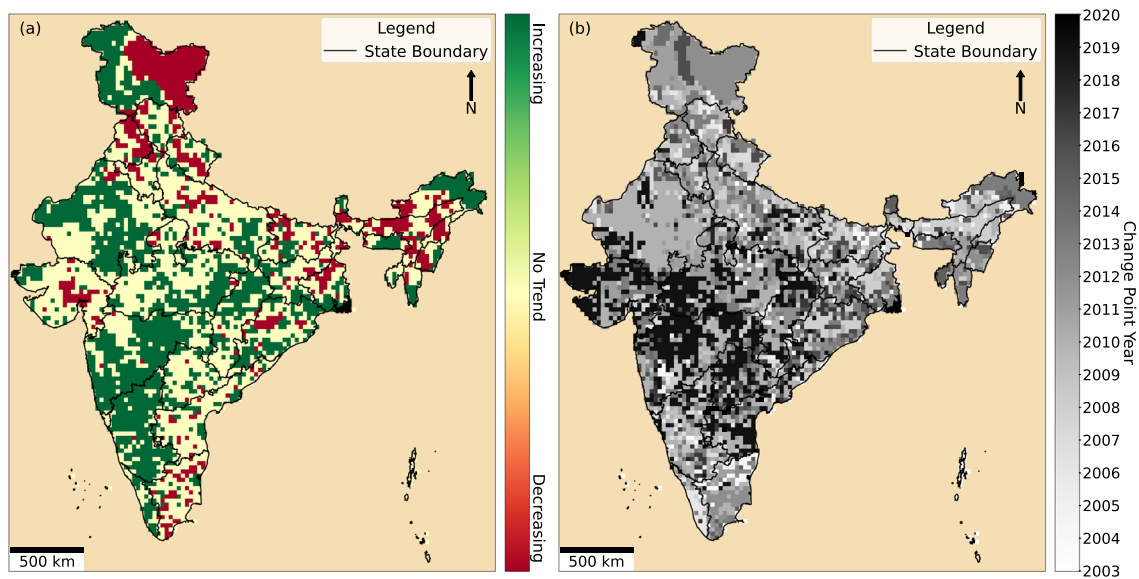 (a)
Legend
State Boundary
N
500 km
Increasing
No Trend
Decreasing
(b)
Legend
State Boundary
N
500 km
2020
2019
2018
2017
2016
2015
2014
2013
2012
2011
2010
2009
2008
2007
2006
2005
2004
2003
Change Point Year